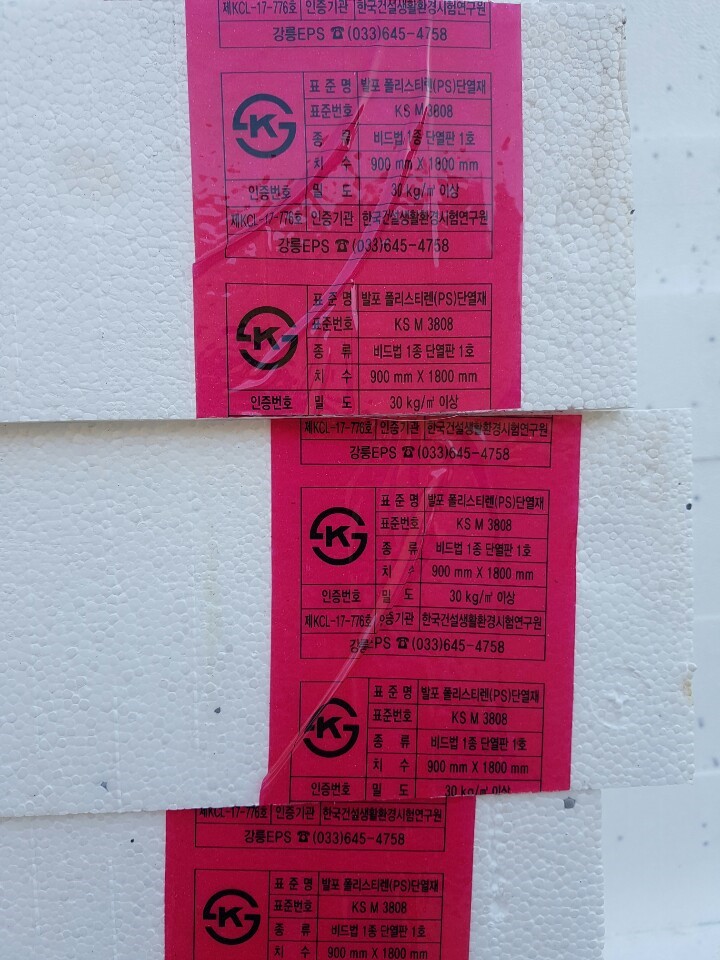 제KCL-17-776호 인증기관 한국건설생활환경시험연구원
강릉EPS ☎(033)645-4758
표준명 발포 폴리스티렌(PS)단열재
표준번호 KS M 3808
종 류 비드법 1종 단열판 1호
치 수 900 mm X 1800 mm
인증번호 밀 도 30 kg/㎥ 이상
제KCL-17-776호 인증기관 한국건설생활환경시험연구원
강릉EPS ☎(033)645-4758
표준명 발포 폴리스티렌(PS)단열재
표준번호 KS M 3808
종 류 비드법 1종 단열판 1호
치 수 900 mm X 1800 mm
인증번호 밀 도 30 kg/㎥ 이상
제KCL-17-776호 인증기관 한국건설생활환경시험연구원
강릉EPS ☎(033)645-4758
표준명 발포 폴리스티렌(PS)단열재
표준번호 KS M 3808
종 류 비드법 1종 단열판 1호
치 수 900 mm X 1800 mm
인증번호 밀 도 30 kg/㎥ 이상
제KCL-17-776호 인증기관 한국건설생활환경시험연구원
강릉EPS ☎(033)645-4758
표준명 발포 폴리스티렌(PS)단열재
표준번호 KS M 3808
종 류 비드법 1종 단열판 1호
치 수 900 mm X 1800 mm
인증번호 밀 도 30 kg/㎥ 이상
제KCL-17-776호 인증기관 한국건설생활환경시험연구원
강릉EPS ☎(033)645-4758
표준명 발포 폴리스티렌(PS)단열재
표준번호 KS M 3808
종 류 비드법 1종 단열판 1호
치 수 900 mm X 1800 mm